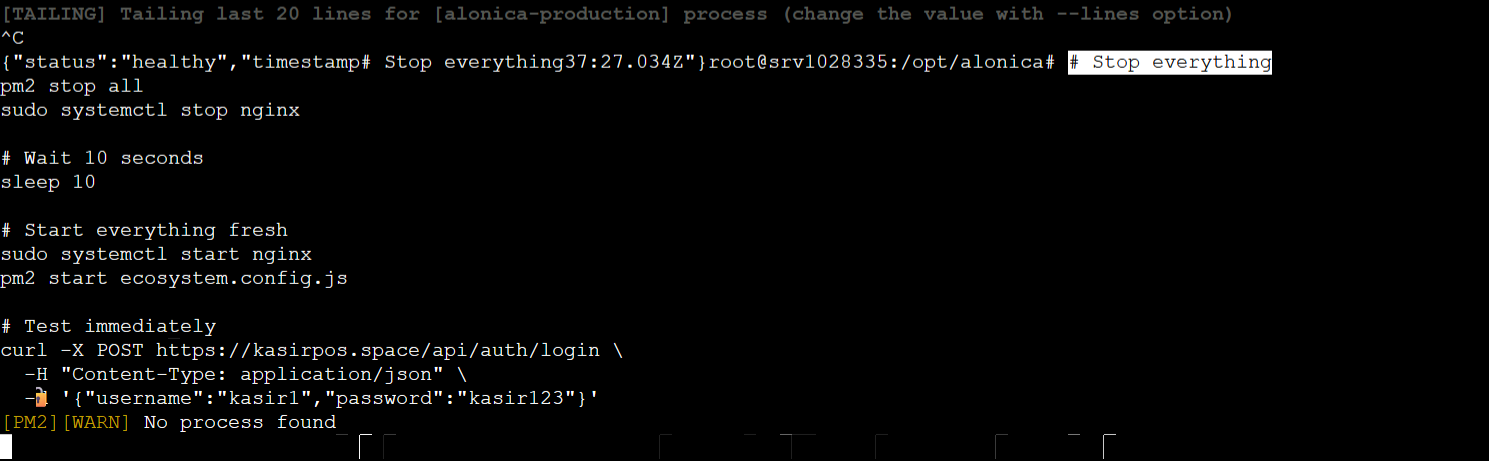 [TAILING] Tailing last 20 lines for [alonica-production] process (change the value with --lines option)
^C
{"status":"healthy","timestamp# Stop everything37:27.034Z"}root@srv1028335:/opt/alonica# # Stop everything
pm2 stop all
sudo systemctl stop nginx
# Wait 10 seconds
sleep 10
# Start everything fresh
sudo systemctl start nginx
pm2 start ecosystem.config.js
# Test immediately
curl -X POST https://kasirpos.space/api/auth/login \
-H "Content-Type: application/json" \
-d '{"username":"kasir1","password":"kasir123"}'
[PM2][WARN] No process found